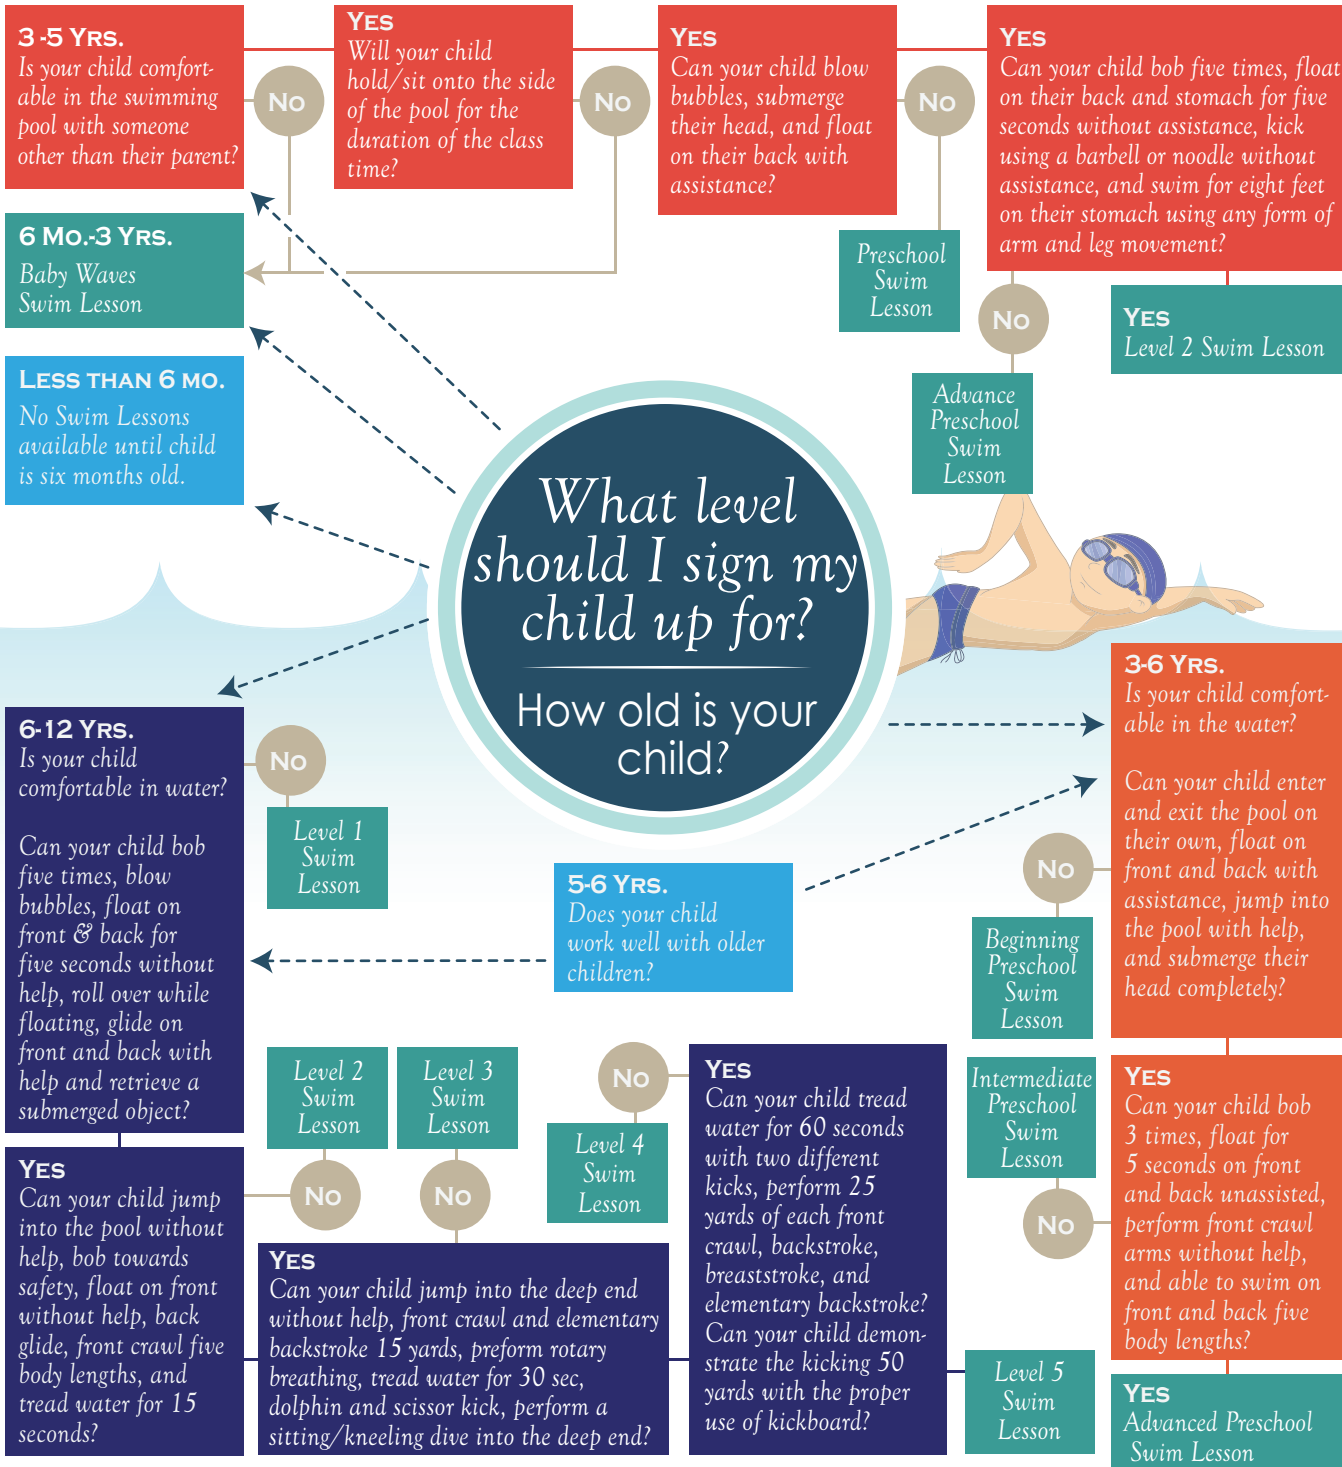 3 -5 Yrs.
Is your child comfort-
able in the swimming
pool with someone
other than their parent?
No
Yes
Will your child
hold/sit onto the side
of the pool for the
duration of the class
time?
No
Yes
Can your child blow
bubbles, submerge
their head, and float
on their back with
assistance?
No
Preschool
Swim
Lesson
Yes
Can your child bob five times, float
on their back and stomach for five
seconds without assistance, kick
using a barbell or noodle without
assistance, and swim for eight feet
on their stomach using any form of
arm and leg movement?
No
Advance
Preschool
Swim
Lesson
Yes
Level 2 Swim Lesson
6 Mo.-3 Yrs.
Baby Waves
Swim Lesson
Less than 6 mo.
No Swim Lessons
available until child
is six months old.
What level
should I sign my
child up for?
How old is your
child?
6-12 Yrs.
Is your child
comfortable in water?
Can your child bob
five times, blow
bubbles, float on
front & back for
five seconds without
help, roll over while
floating, glide on
front and back with
help and retrieve a
submerged object?
No
Level 1
Swim
Lesson
5-6 Yrs.
Does your child
work well with older
children?
3-6 Yrs.
Is your child comfort-
able in the water?
Can your child enter
and exit the pool on
their own, float on
front and back with
assistance, jump into
the pool with help,
and submerge their
head completely?
No
Beginning
Preschool
Swim
Lesson
Yes
Can your child jump
into the pool without
help, bob towards
safety, float on front
without help, back
glide, front crawl five
body lengths, and
tread water for 15
seconds?
No
Level 2
Swim
Lesson
Yes
Can your child jump into the deep end
without help, front crawl and elementary
backstroke 15 yards, preform rotary
breathing, tread water for 30 sec,
dolphin and scissor kick, perform a
sitting/kneeling dive into the deep end?
No
Level 3
Swim
Lesson
Yes
Can your child tread
water for 60 seconds
with two different
kicks, perform 25
yards of each front
crawl, backstroke,
breaststroke, and
elementary backstroke?
Can your child demon-
strate the kicking 50
yards with the proper
use of kickboard?
No
Level 4
Swim
Lesson
Level 5
Swim
Lesson
Yes
Can your child bob
3 times, float for
5 seconds on front
and back unassisted,
perform front crawl
arms without help,
and able to swim on
front and back five
body lengths?
No
Intermediate
Preschool
Swim
Lesson
Yes
Advanced Preschool
Swim Lesson